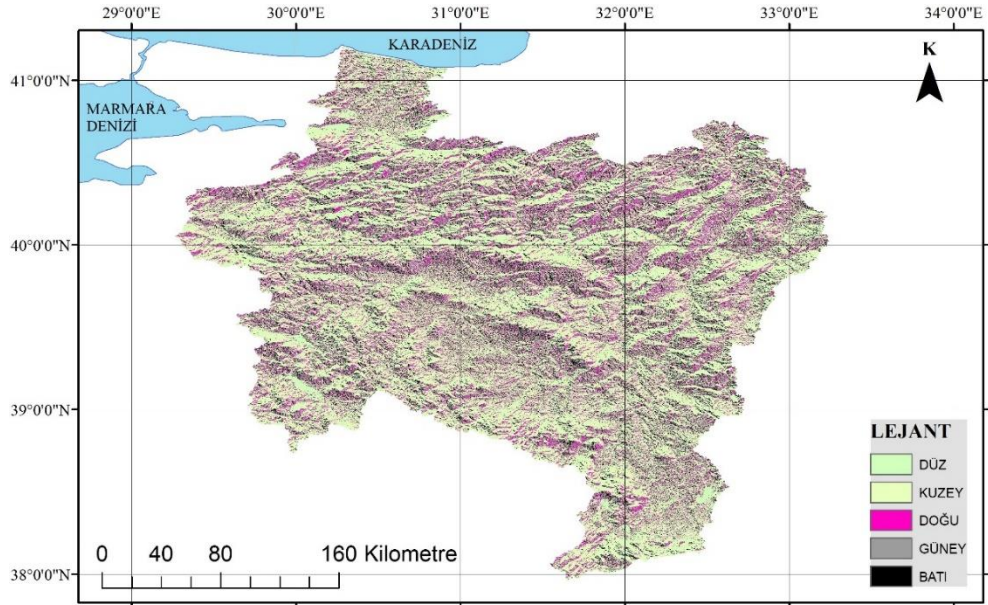 29°0'0"E 30°0'0"E 31°0'0"E 32°0'0"E 33°0'0"E 34°0'0"E
KARADENİZ
K
41°0'0"N
MARMARA
DENİZİ
40°0'0"N
39°0'0"N
LEJANT
DÜZ
KUZEY
DOĞU
GÜNEY
BATI
0 40 80 160 Kilometre
38°0'0"N